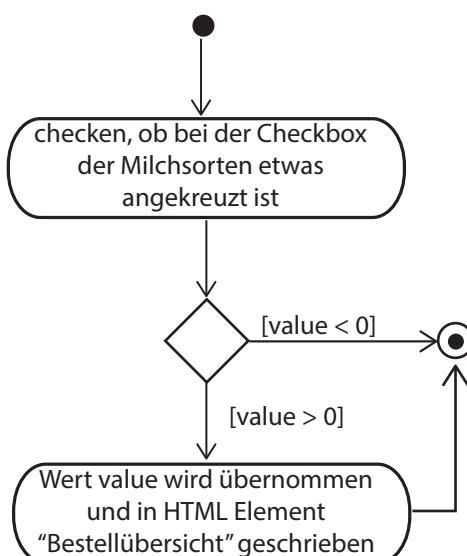 checken, ob bei der Checkbox
der Milchsorten etwas
angekreuzt ist
[value < 0]
[value > 0]
Wert value wird übernommen
und in HTML Element
“Bestellübersicht” geschrieben